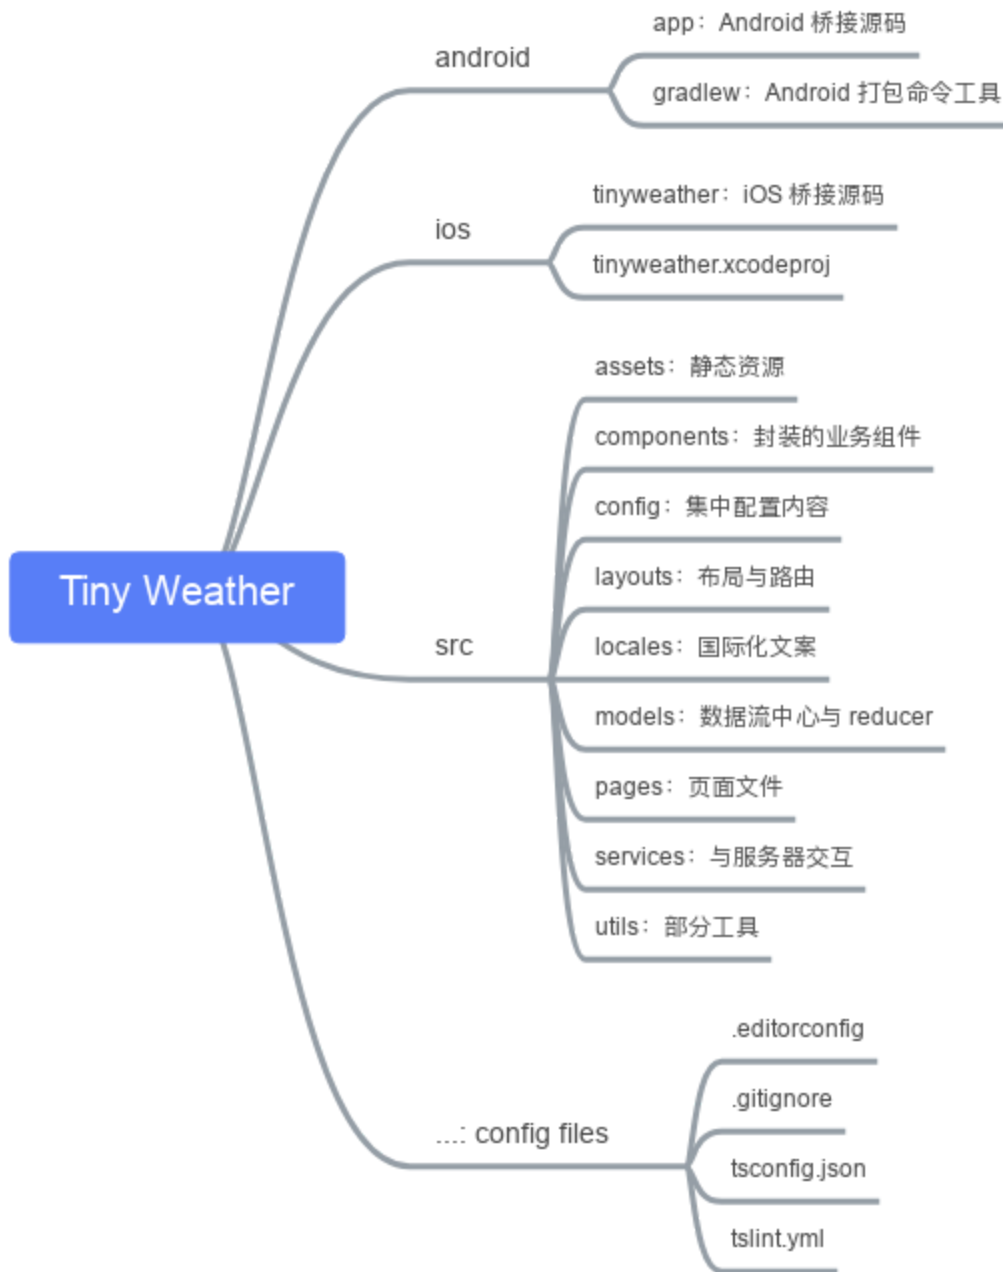 Tiny Weather
android
app：Android 桥接源码
gradlew：Android 打包命令工具
ios
tinyweather：iOS 桥接源码
tinyweather.xcodeproj
src
assets：静态资源
components：封装的业务组件
config：集中配置内容
layouts：布局与路由
locales：国际化文案
models：数据流中心与 reducer
pages：页面文件
services：与服务器交互
utils：部分工具
...: config files
.editorconfig
.gitignore
tsconfig.json
tslint.yml